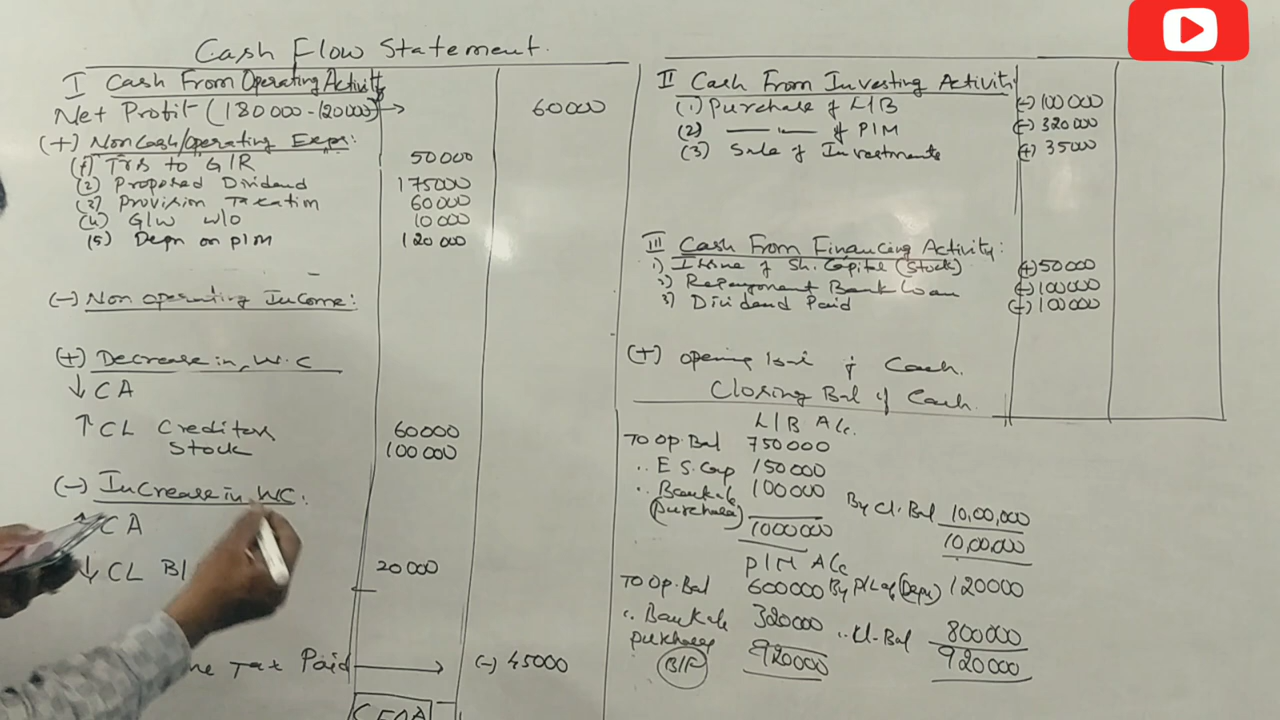 Cash Flow Statement.
I Cash From Operating Activity
Net Profit (180000-120000) → 60000
(+) Non Cash/operating Exps:
(1) Trs to G/R 50000
(2) Proposed Dividend 175000
(3) Provision Taxation 60000
(4) G/w w/o 10000
(5) Depn on P/M 120000
(-) Non operating Income:
(+) Decrease in W.C
↓ CA
↑ CL Creditors 60000
Stock 100000
(-) Increase in WC:
↑ CA
↓ CL B/ 20000
Tax Paid → (-) 45000
CFOA
II Cash From Investing Activity
(1) Purchase of L/B (-) 100000
(2) —— " —— of P/M (-) 320000
(3) Sale of Investments (+) 35000
III Cash From Financing Activity:
1) Issue of Sh. Capital (Stock) (+) 50000
2) Repayment Bank Loan (-) 100000
3) Dividend Paid (-) 100000
(+) opening of Cash.
Closing Bal of Cash.
L/B A/c.
To Op. Bal 750000
" E S. Cap 150000
" Bank A/c 100000 By Cl. Bal 10,00,000
(purchases) 1000000 10,00,000
P/M A/c
To Op. Bal 600000 By P/L A/c (Depn) 120000
" Bank A/c 320000 " Cl. Bal 800000
purchases 920000 920000
(B/F)